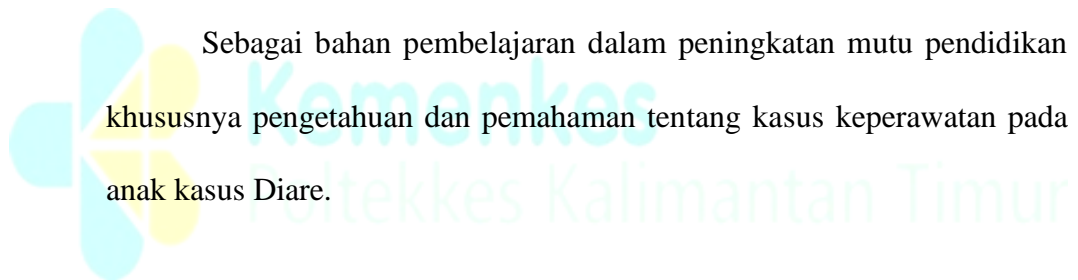 Sebagai bahan pembelajaran dalam peningkatan mutu pendidikan
khususnya pengetahuan dan pemahaman tentang kasus keperawatan pada
anak kasus Diare.
Kemenkes
Poltekkes Kalimantan Timur